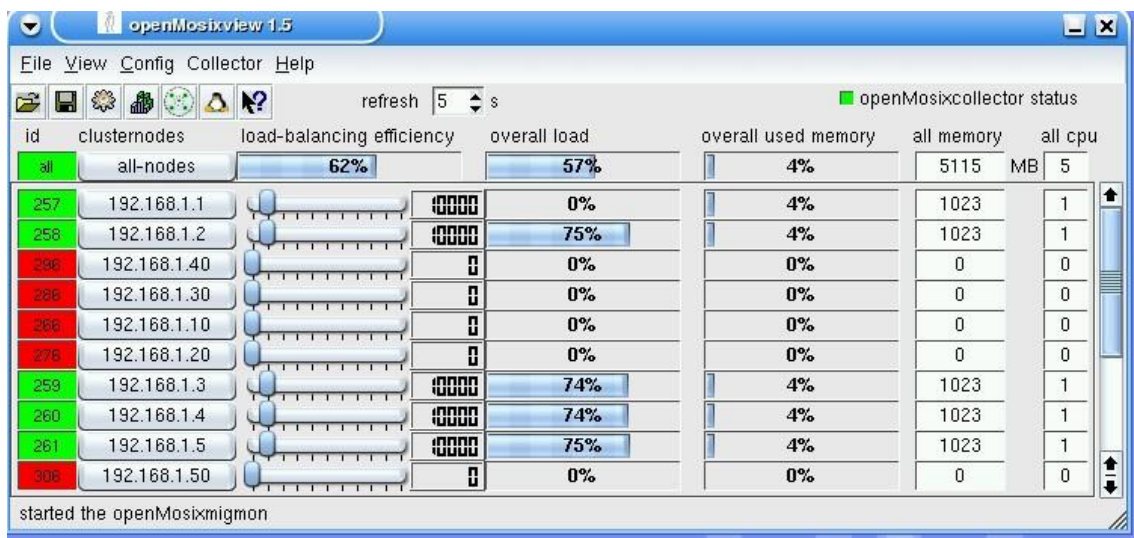 openMosixview 1.5
File View Config Collector Help
refresh 5 s openMosixcollector status
id clusternodes load-balancing efficiency overall load overall used memory all memory all cpu
all all-nodes 62% 57% 4% 5115 MB 5
257 192.168.1.1 10000 0% 4% 1023 1
258 192.168.1.2 10000 75% 4% 1023 1
296 192.168.1.40 0 0% 0% 0 0
286 192.168.1.30 0 0% 0% 0 0
266 192.168.1.10 0 0% 0% 0 0
276 192.168.1.20 0 0% 0% 0 0
259 192.168.1.3 10000 74% 4% 1023 1
260 192.168.1.4 10000 74% 4% 1023 1
261 192.168.1.5 10000 75% 4% 1023 1
306 192.168.1.50 0 0% 0% 0 0
started the openMosixmigmon